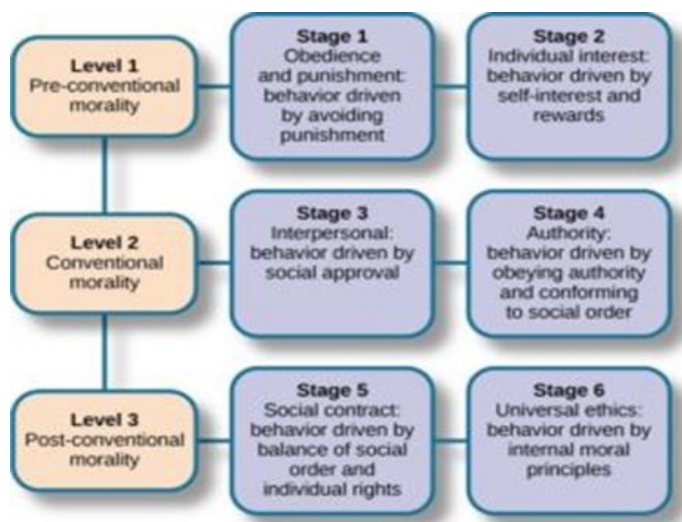 Level 1
Pre-conventional
morality
Stage 1
Obedience
and punishment:
behavior driven
by avoiding
punishment
Stage 2
Individual interest:
behavior driven by
self-interest and
rewards
Level 2
Conventional
morality
Stage 3
Interpersonal:
behavior driven by
social approval
Stage 4
Authority:
behavior driven by
obeying authority
and conforming
to social order
Level 3
Post-conventional
morality
Stage 5
Social contract:
behavior driven by
balance of social
order and
individual rights
Stage 6
Universal ethics:
behavior driven by
internal moral
principles